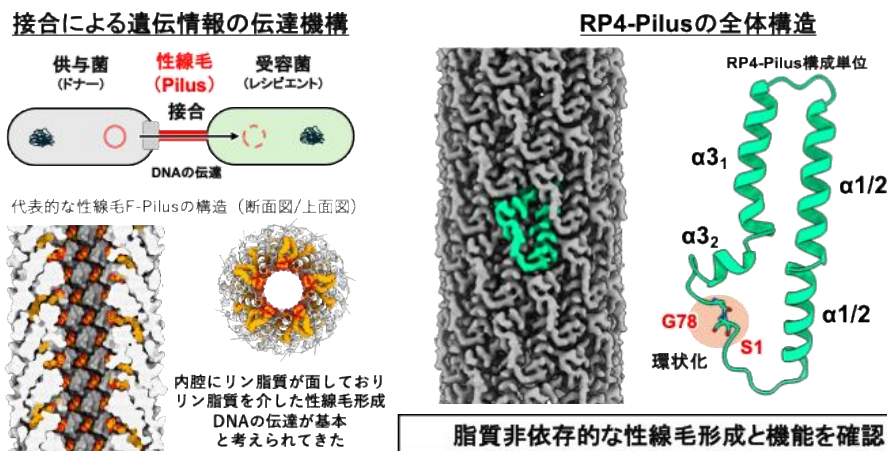 接合による遺伝情報の伝達機構
供与菌
(ドナー)
性線毛
(Pilus)
接合
受容菌
(レシピエント)
DNAの伝達
代表的な性線毛F-Pilusの構造（断面図/上面図）
内腔にリン脂質が面しており
リン脂質を介した性線毛形成
DNAの伝達が基本
と考えられてきた
RP4-Pilusの全体構造
RP4-Pilus構成単位
α3₁
α1/2
α3₂
α1/2
G78
S1
環状化
脂質非依存的な性線毛形成と機能を確認